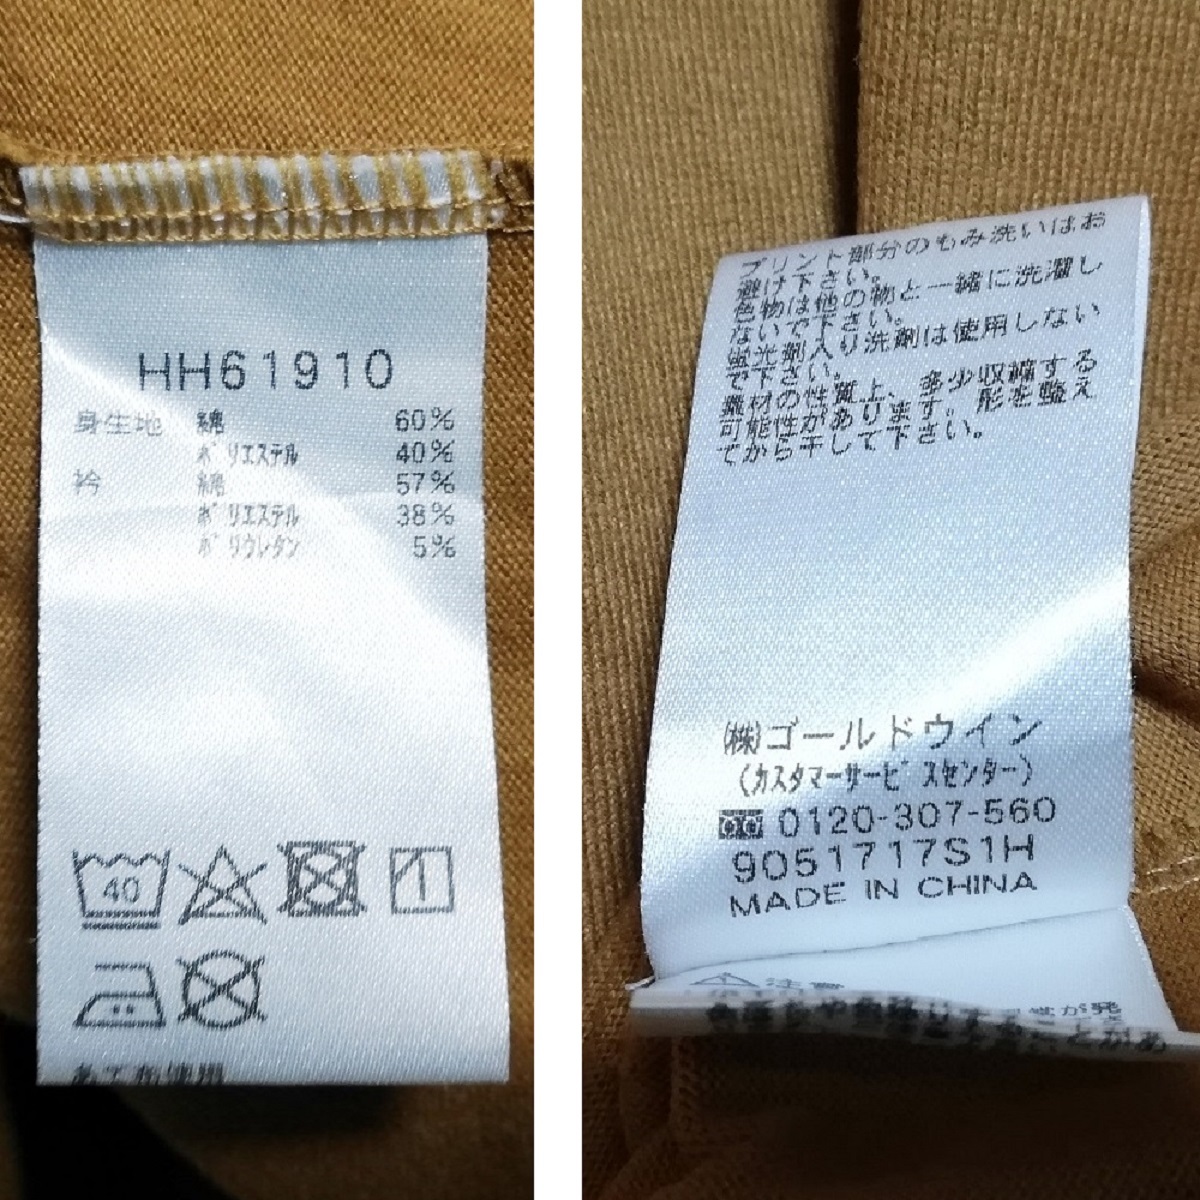 HH61910
身生地 綿 60%
ポリエステル 40%
衿 綿 57%
ポリエステル 38%
ポリウレタン 5%
40
あて布使用
プリント部分のもみ洗いはお
避け下さい。
色物は他の物と一緒に洗濯し
ないで下さい。
蛍光剤入り洗剤は使用しない
で下さい。
素材の性質上、多少収縮する
可能性があります。形を整え
てから干して下さい。
(株)ゴールドウイン
(カスタマーサービスセンター)
0120-307-560
9051717S1H
MADE IN CHINA
注意
が発
ことがあ